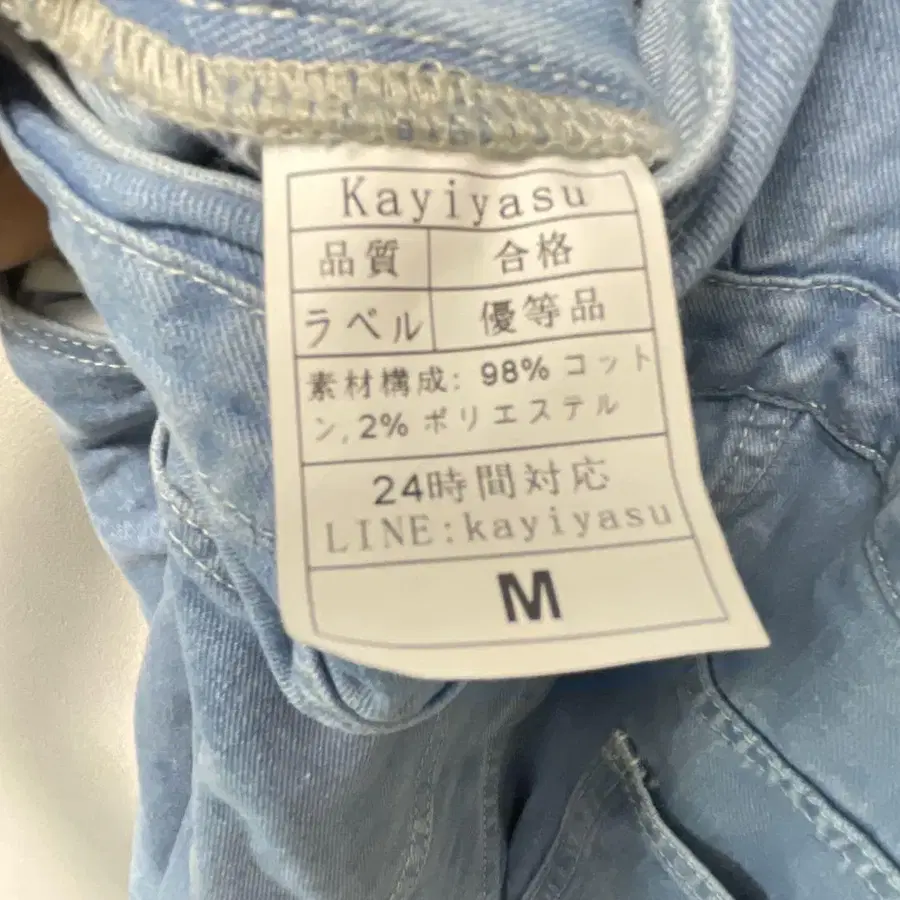 Kayiyasu
品質 合格
ラベル 優等品
素材構成: 98% コット
ン, 2% ポリエステル
24時間対応
LINE:kayiyasu
M